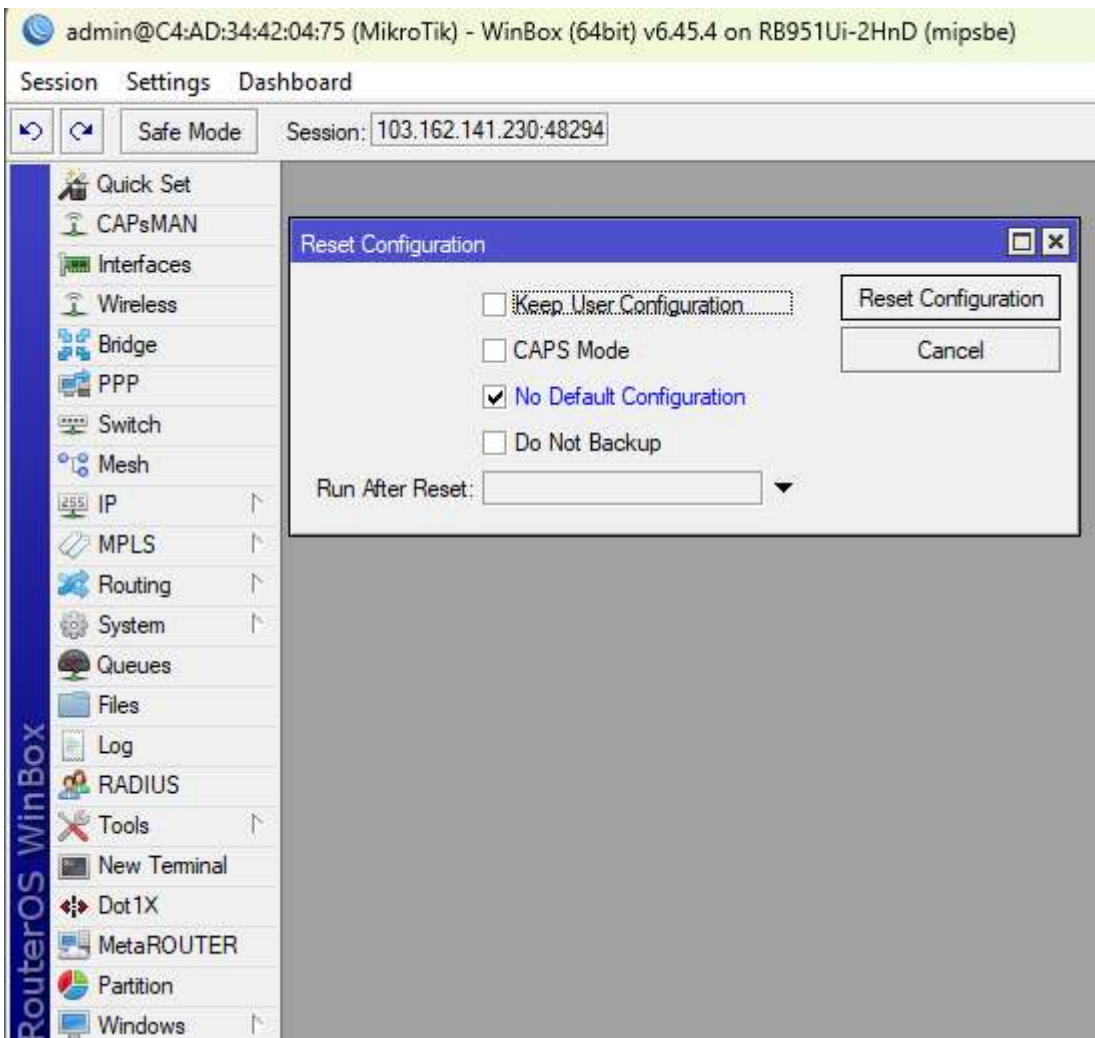 admin@C4:AD:34:42:04:75 (MikroTik) - WinBox (64bit) v6.45.4 on RB951Ui-2HnD (mipsbe)
Session Settings Dashboard
Safe Mode Session: 103.162.141.230:48294
Quick Set
CAPsMAN
Interfaces
Wireless
Bridge
PPP
Switch
Mesh
IP
MPLS
Routing
System
Queues
Files
Log
RADIUS
Tools
New Terminal
Dot1X
MetaROUTER
Partition
Windows
RouterOS WinBox
Reset Configuration
Keep User Configuration
CAPS Mode
No Default Configuration
Do Not Backup
Run After Reset:
Reset Configuration
Cancel